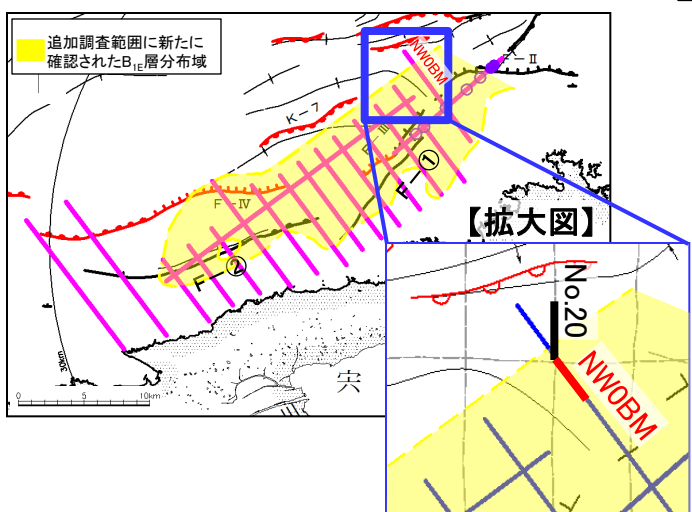 追加調査範囲に新たに
確認されたB1E層分布域
NW0BM
F-II
K-7
F-III
F-①
F-IV
F-②
【拡大図】
No.20
NW0BM
30km
0 5 10km
宍